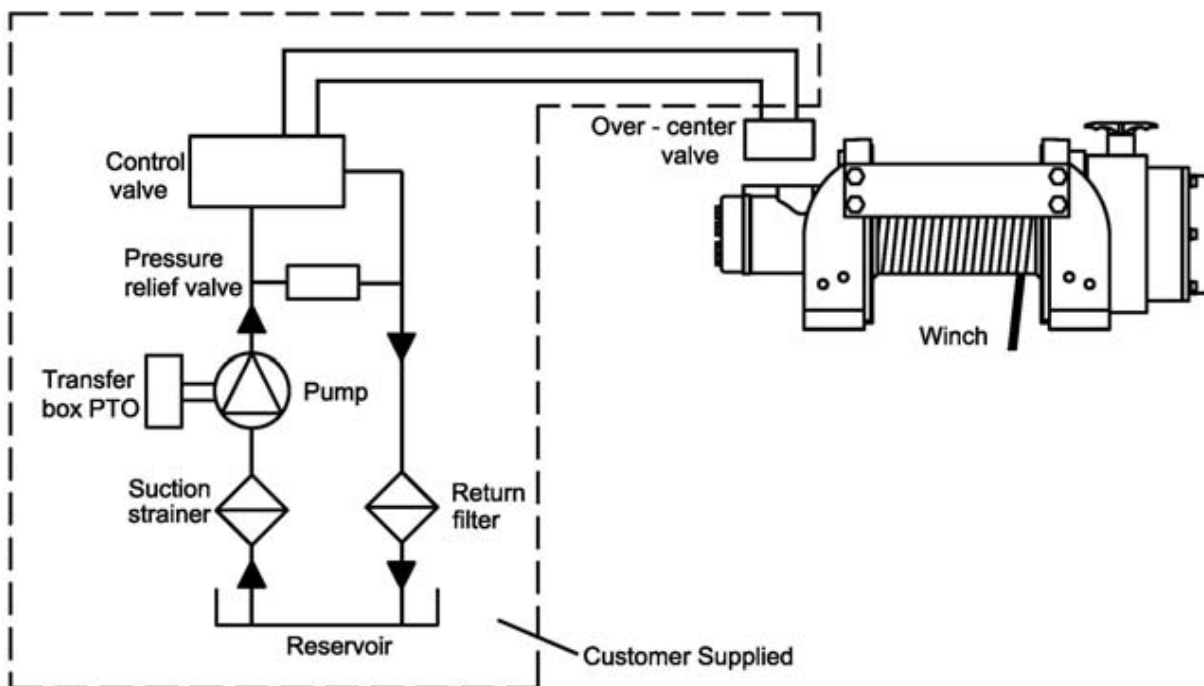 Over - center
valve
Control
valve
Pressure
relief valve
Winch
Transfer
box PTO
Pump
Suction
strainer
Return
filter
Reservoir
Customer Supplied